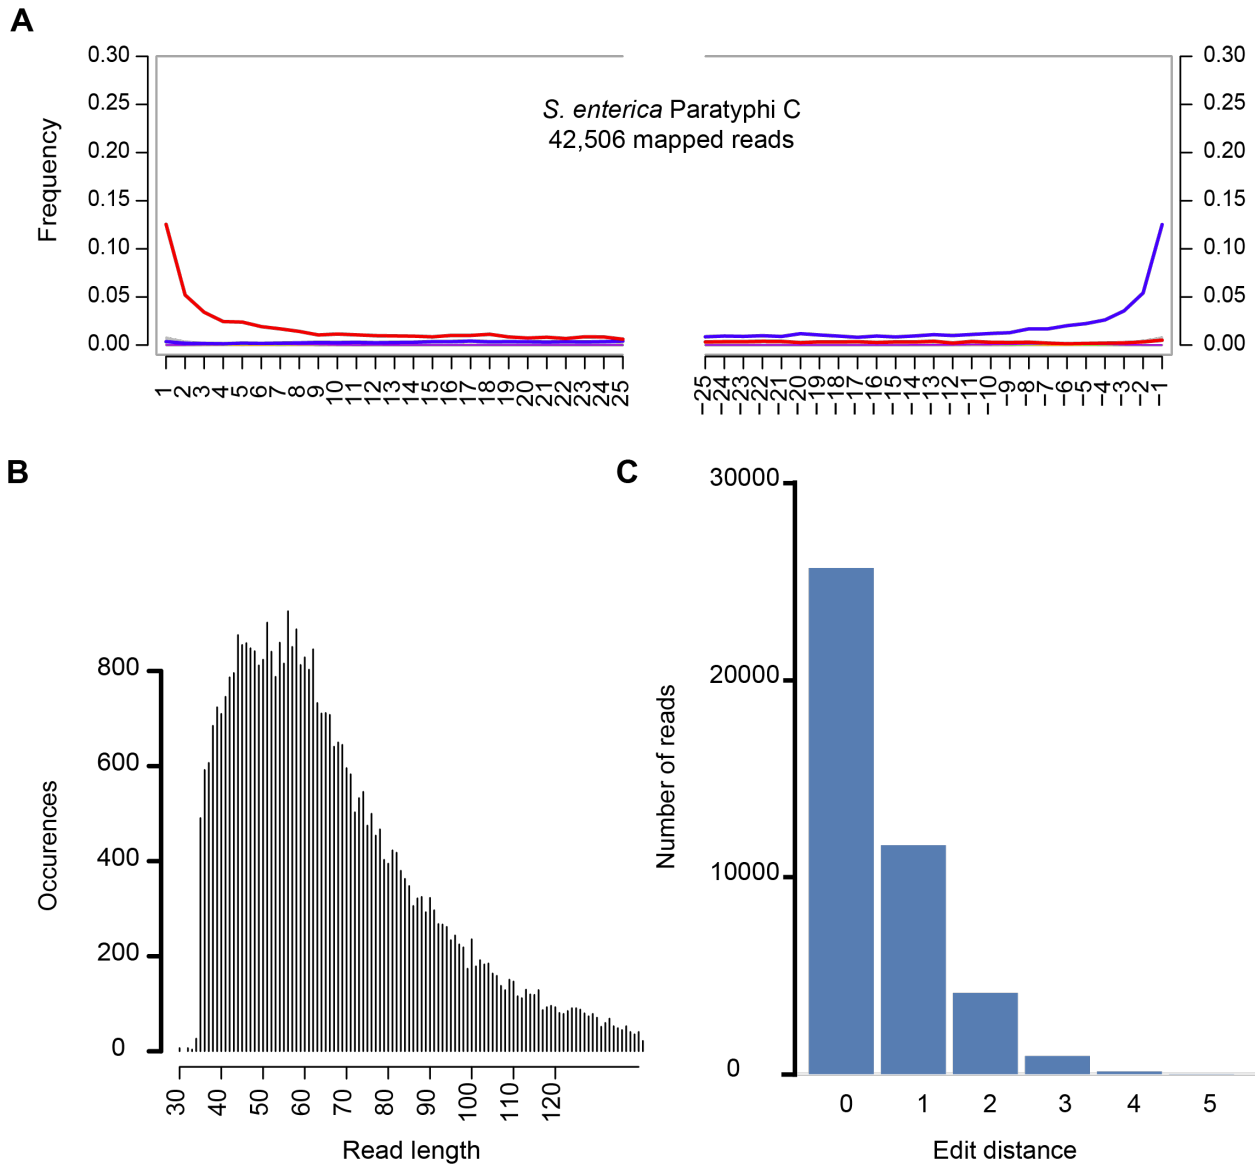 A
0.30
0.25
0.20
0.15
0.10
0.05
0.00
Frequency
S. enterica Paratyphi C
42,506 mapped reads
0.30
0.25
0.20
0.15
0.10
0.05
0.00
1 2 3 4 5 6 7 8 9 10 11 12 13 14 15 16 17 18 19 20 21 22 23 24 25
−25 −24 −23 −22 −21 −20 −19 −18 −17 −16 −15 −14 −13 −12 −11 −10 −9 −8 −7 −6 −5 −4 −3 −2 −1
B
800
600
400
200
0
Occurences
30 40 50 60 70 80 90 100 110 120
Read length
C
30000
20000
10000
0
Number of reads
0 1 2 3 4 5
Edit distance